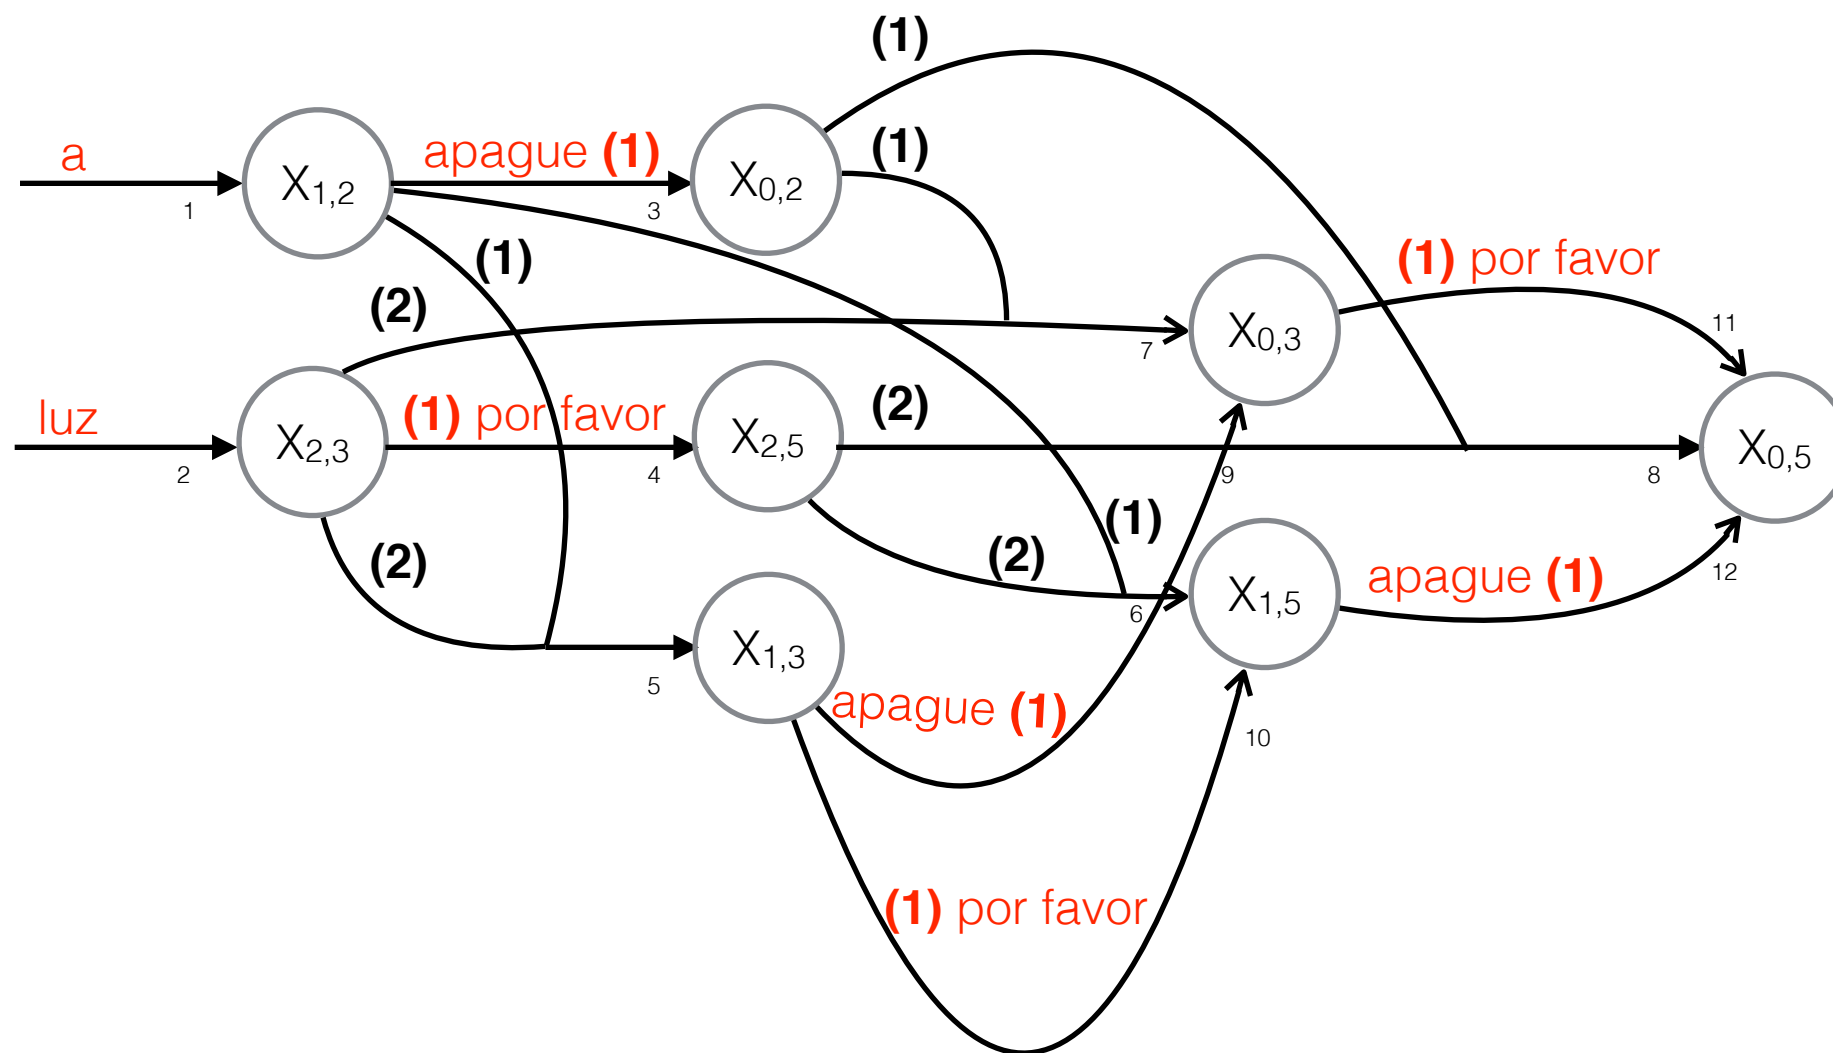 (1)
a
apague (1)
(1)
X1,2
X0,2
1
3
(1)
(1) por favor
(2)
X0,3
11
7
luz
(1) por favor
(2)
X2,3
X2,5
X0,5
2
4
9
8
(1)
(2)
(2)
apague (1)
12
X1,5
6
X1,3
5
apague (1)
10
(1) por favor